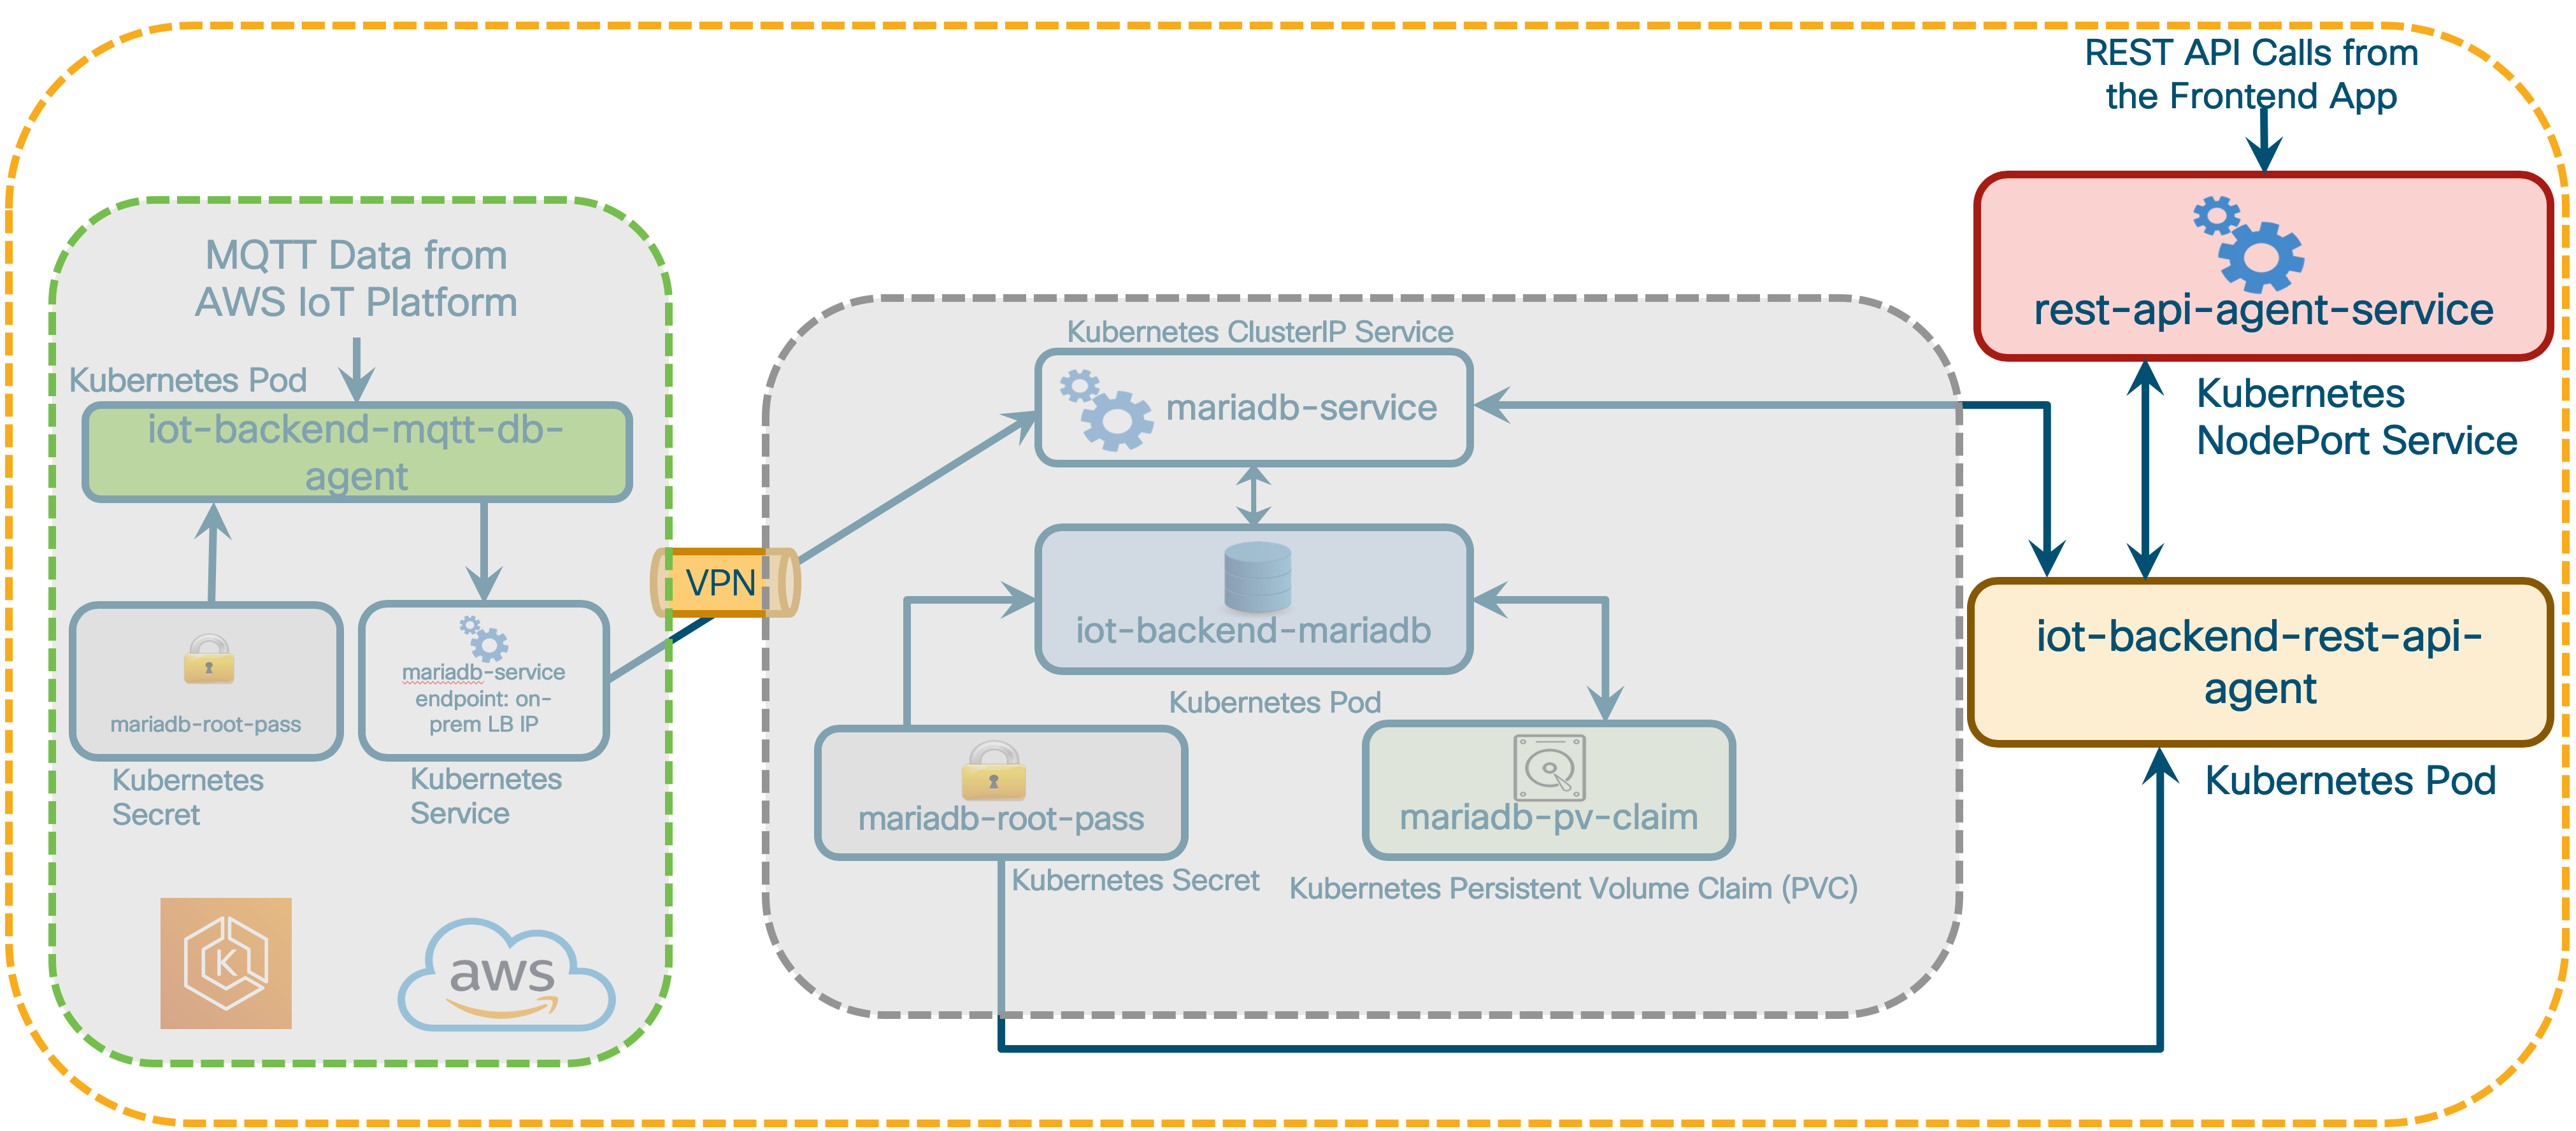 REST API Calls from
the Frontend App
rest-api-agent-service
Kubernetes
NodePort Service
iot-backend-rest-api-
agent
Kubernetes Pod
MQTT Data from
AWS IoT Platform
Kubernetes Pod
iot-backend-mqtt-db-
agent
mariadb-root-pass
Kubernetes
Secret
mariadb-service
endpoint: on-
prem LB IP
Kubernetes
Service
K
aws
VPN
Kubernetes ClusterIP Service
mariadb-service
iot-backend-mariadb
Kubernetes Pod
mariadb-root-pass
Kubernetes Secret
mariadb-pv-claim
Kubernetes Persistent Volume Claim (PVC)